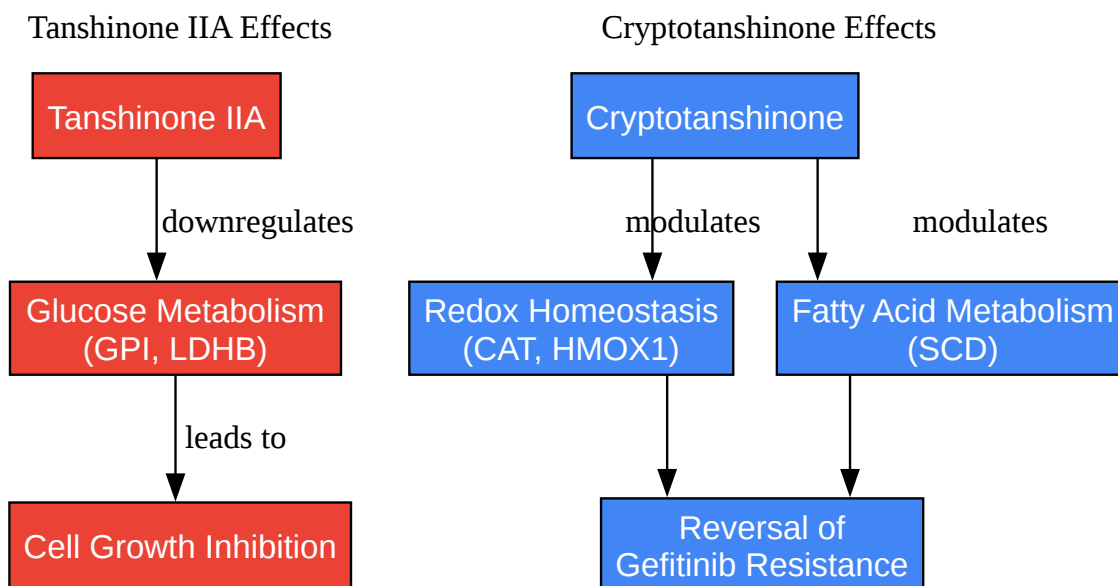 Tanshinone IIA Effects
Tanshinone IIA
downregulates
Glucose Metabolism
(GPI, LDHB)
leads to
Cell Growth Inhibition
Cryptotanshinone Effects
Cryptotanshinone
modulates
modulates
Redox Homeostasis
(CAT, HMOX1)
Fatty Acid Metabolism
(SCD)
Reversal of
Gefitinib Resistance